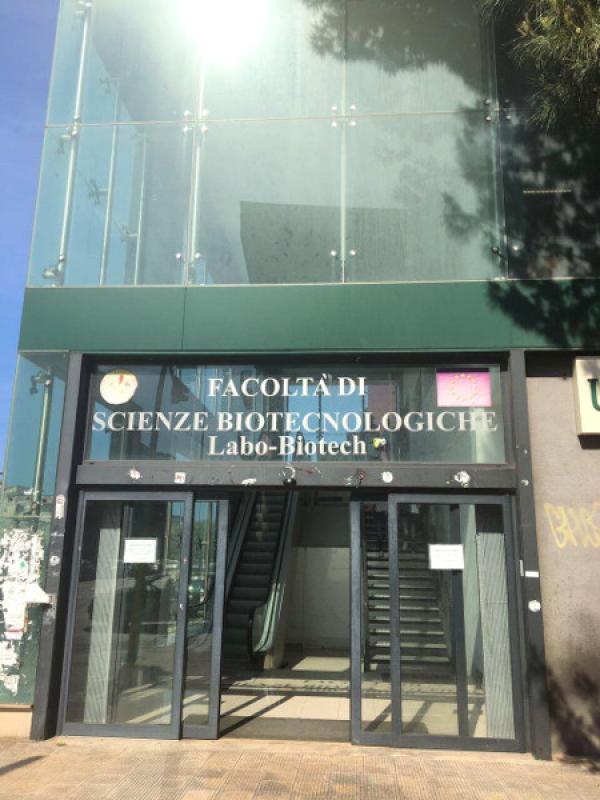 FACOLTÀ DI
SCIENZE BIOTECNOLOGICHE
Labo-Biotech